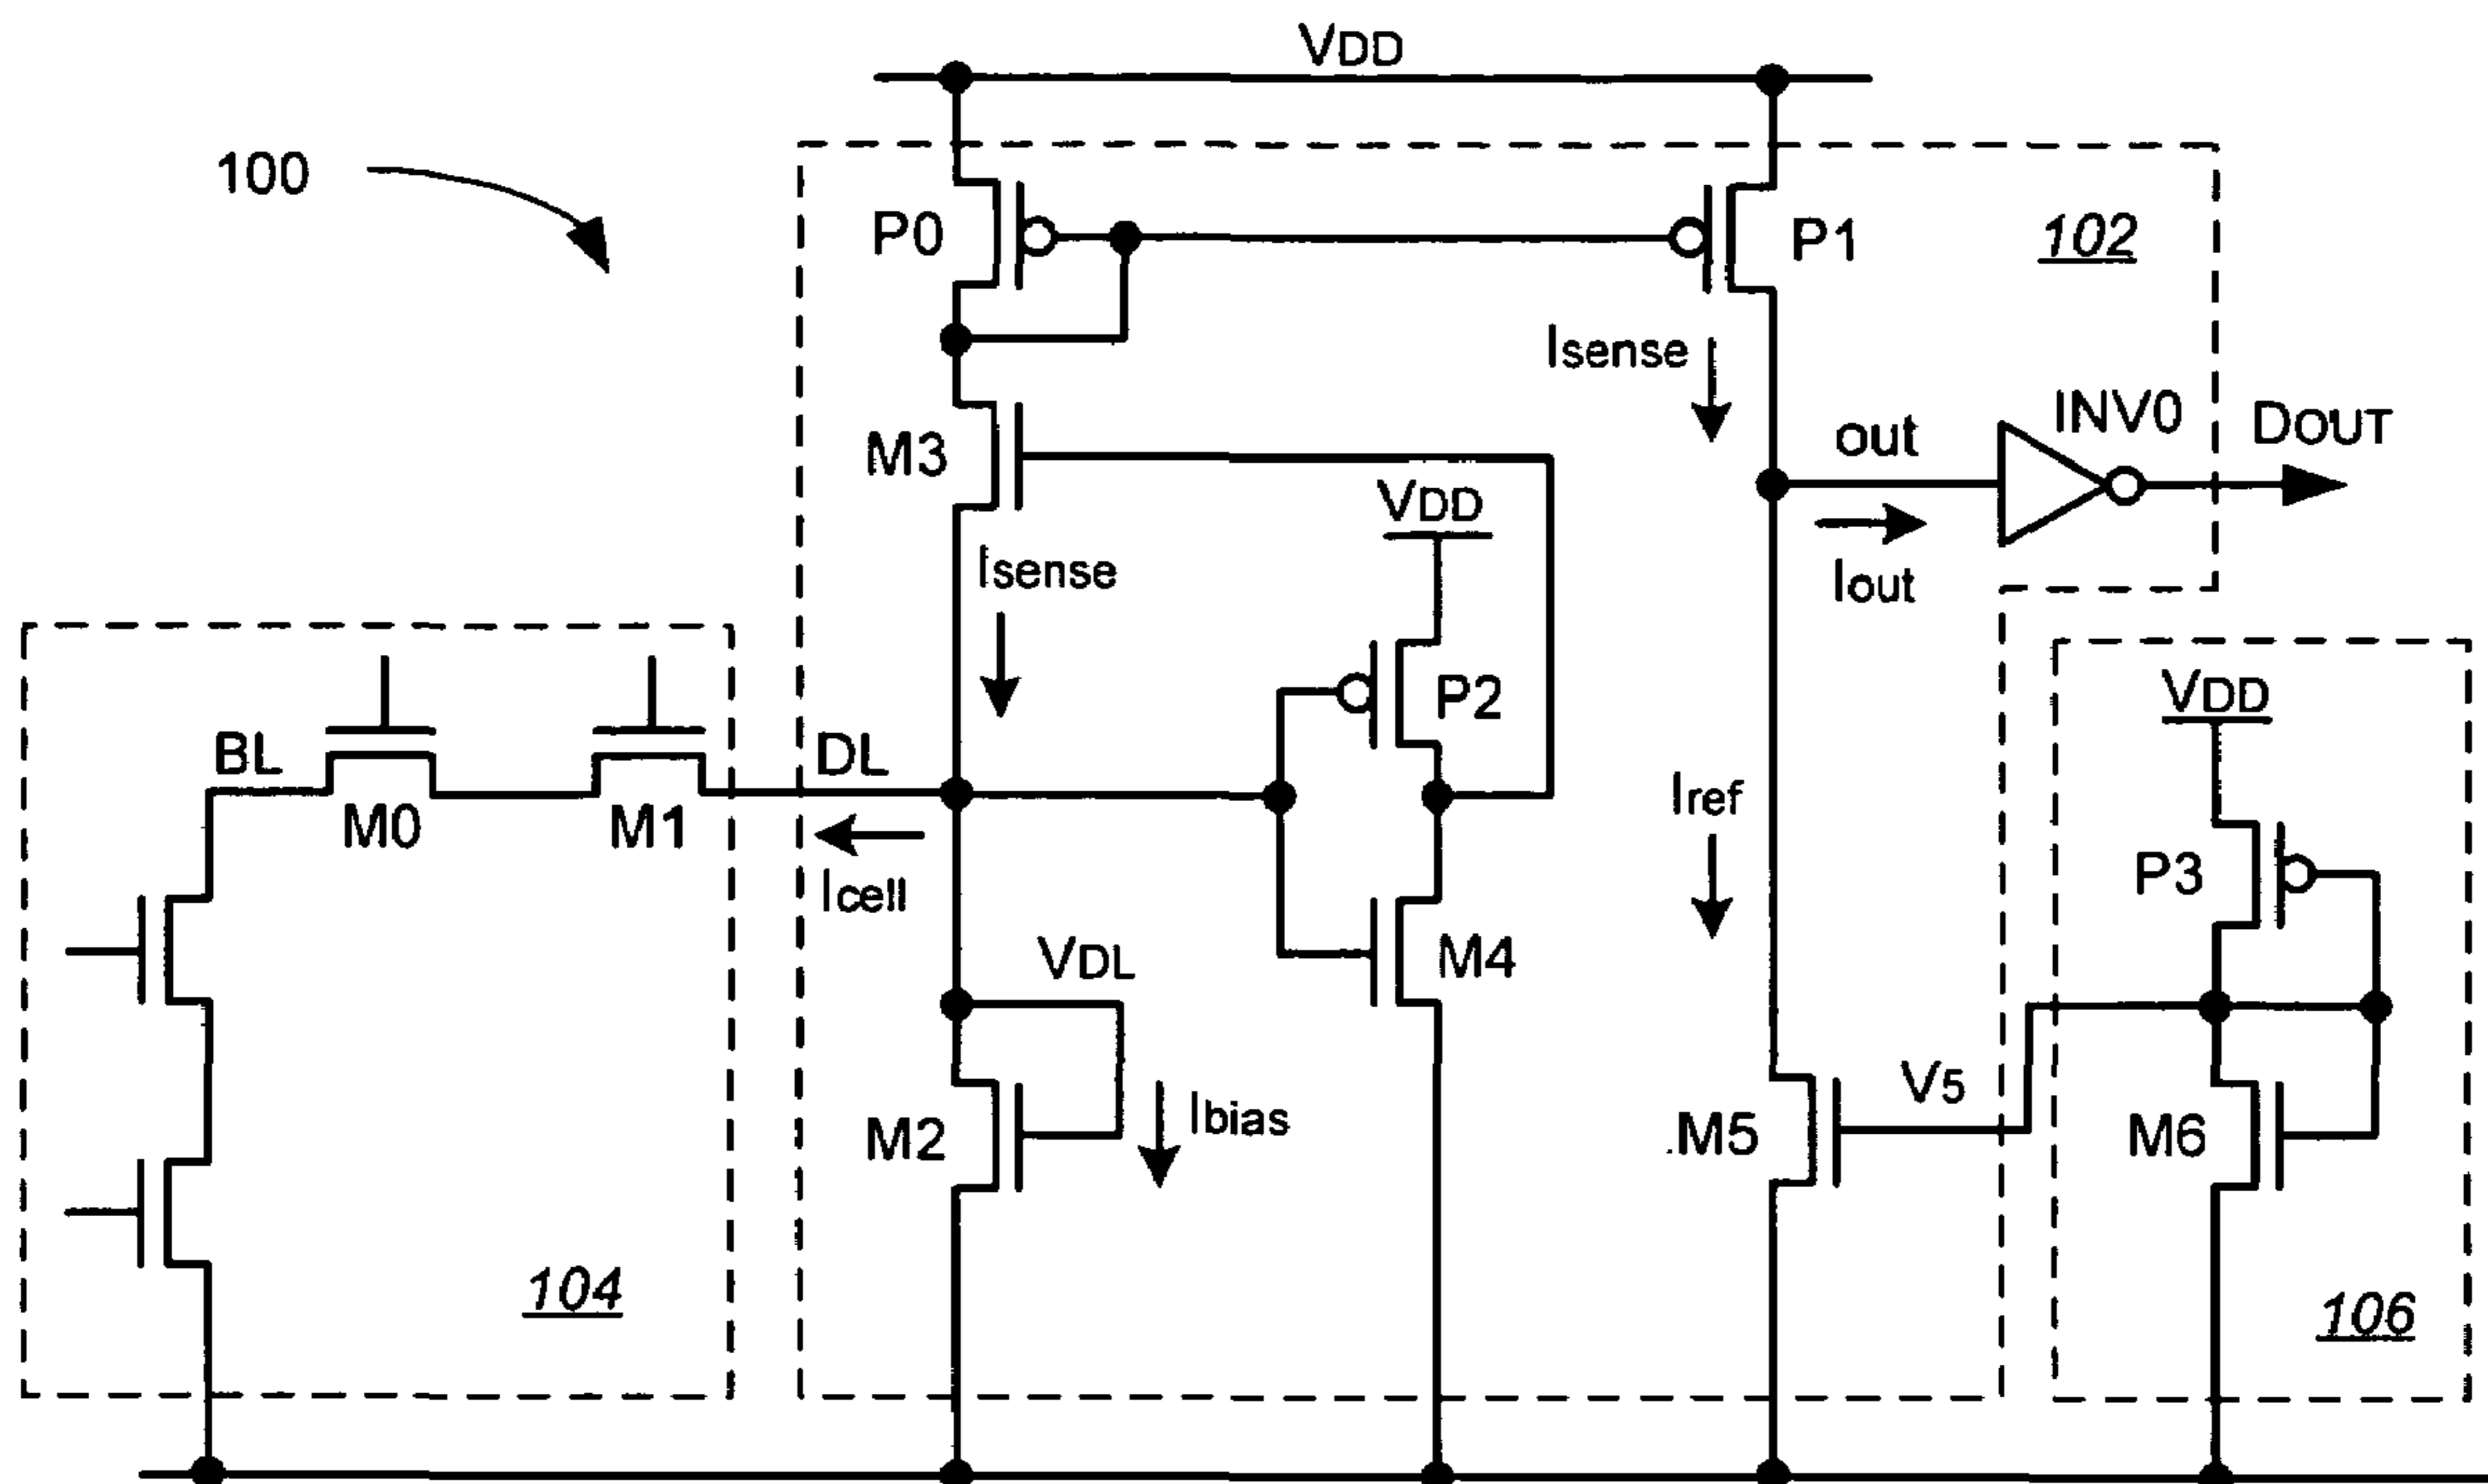 VDD
100
P0
P1
102
Isense
INV0
out
DOUT
M3
VDD
Iout
Isense
P2
VDD
BL
DL
M0
M1
Iref
Icell
P3
VDL
M4
V5
M2
Ibias
.M5
M6
104
106